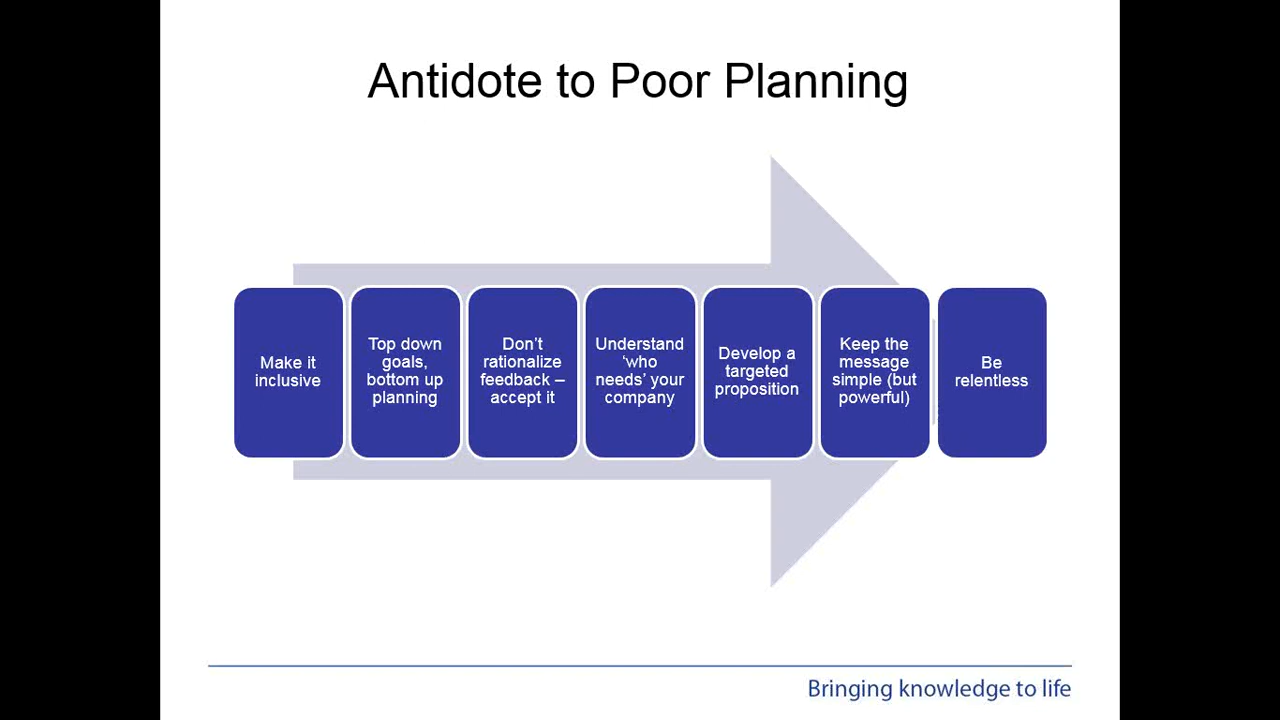 Antidote to Poor Planning
Make it
inclusive
Top down
goals,
bottom up
planning
Don’t
rationalize
feedback –
accept it
Understand
‘who
needs’ your
company
Develop a
targeted
proposition
Keep the
message
simple (but
powerful)
Be
relentless
Bringing knowledge to life